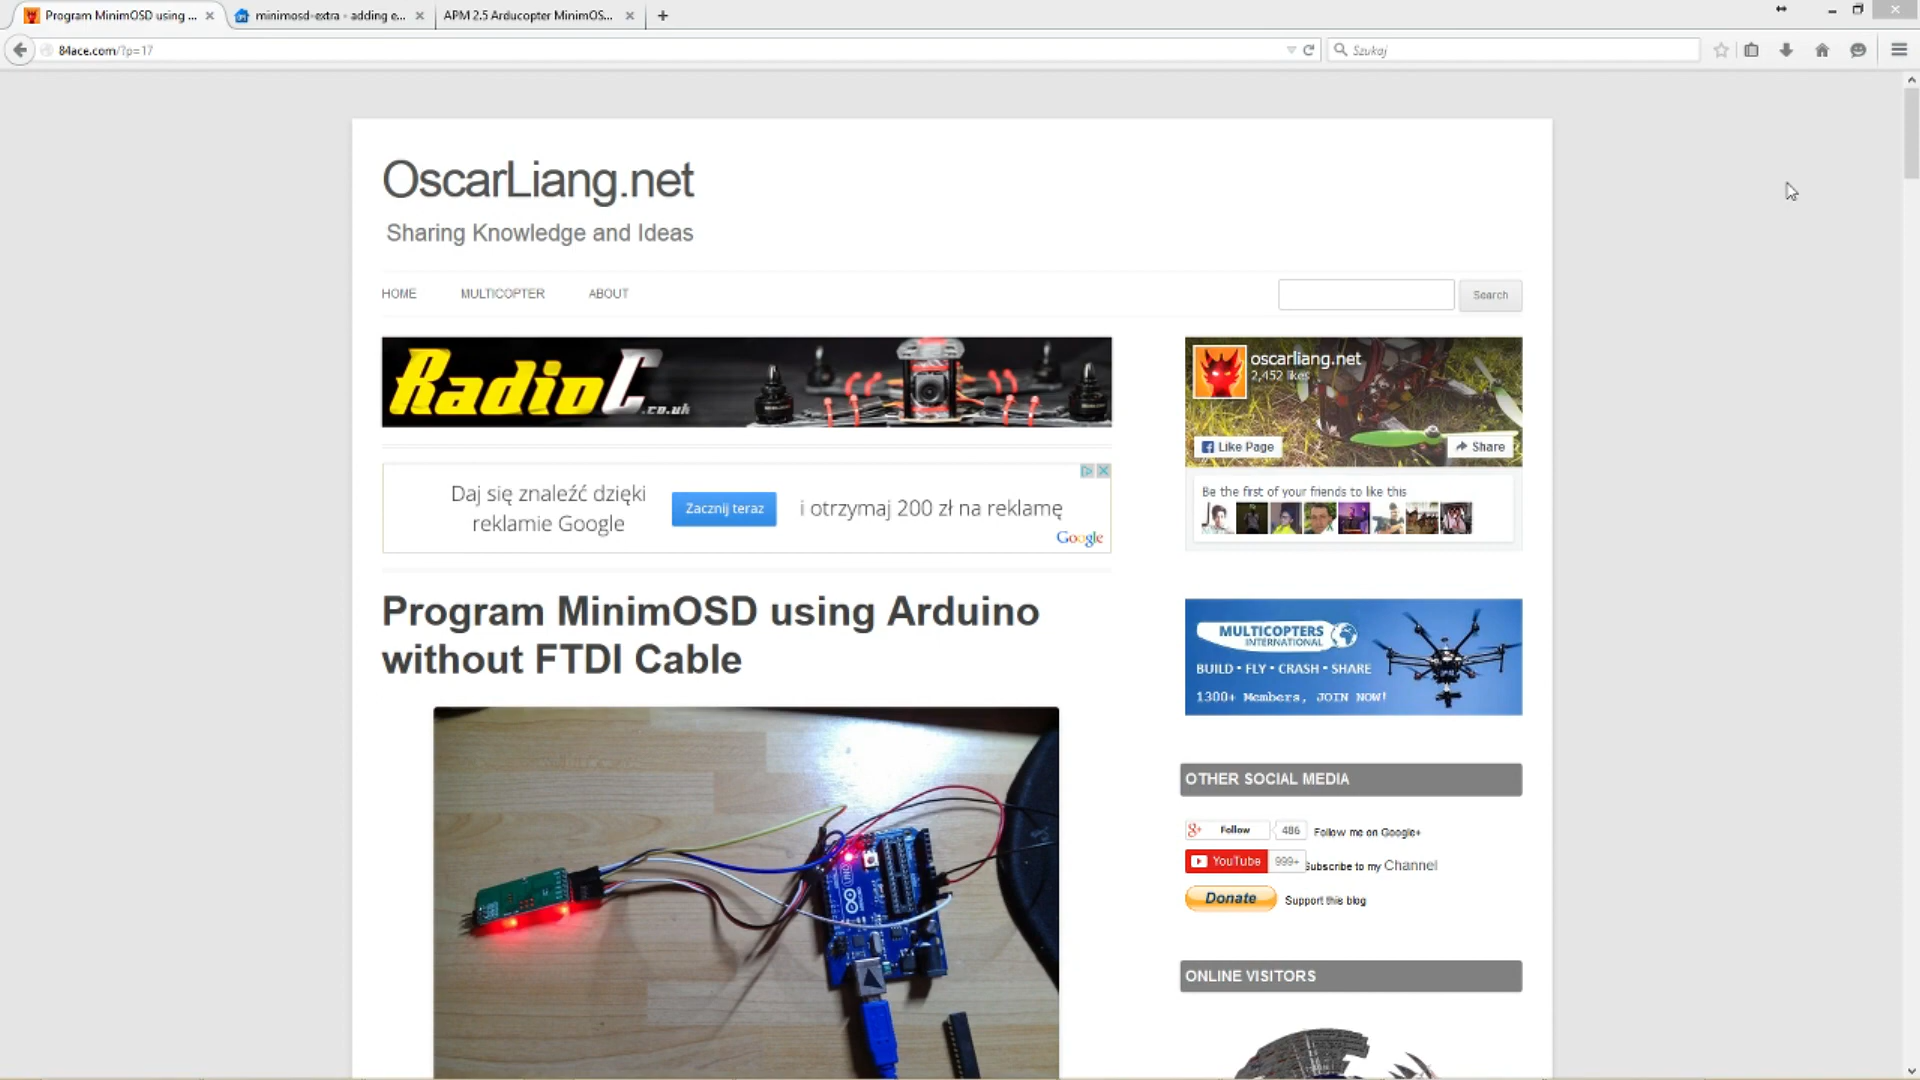 Program MinimOSD using ...
minimosd-extra - adding e...
APM 2.5 Arducopter MinimOS...
84ace.com/?p=17
Szukaj
OscarLiang.net
Sharing Knowledge and Ideas
HOME
MULTICOPTER
ABOUT
Search
RadioC.co.uk
oscarliang.net
2,452 likes
Like Page
Share
Be the first of your friends to like this
Daj się znaleźć dzięki
reklamie Google
Zacznij teraz
i otrzymaj 200 zł na reklamę
Google
Program MinimOSD using Arduino
without FTDI Cable
MULTICOPTERS
INTERNATIONAL
BUILD • FLY • CRASH • SHARE
1300+ Members, JOIN NOW!
OTHER SOCIAL MEDIA
g+ Follow 486 Follow me on Google+
YouTube 999+ Subscribe to my Channel
Donate Support this blog
ONLINE VISITORS
UNO